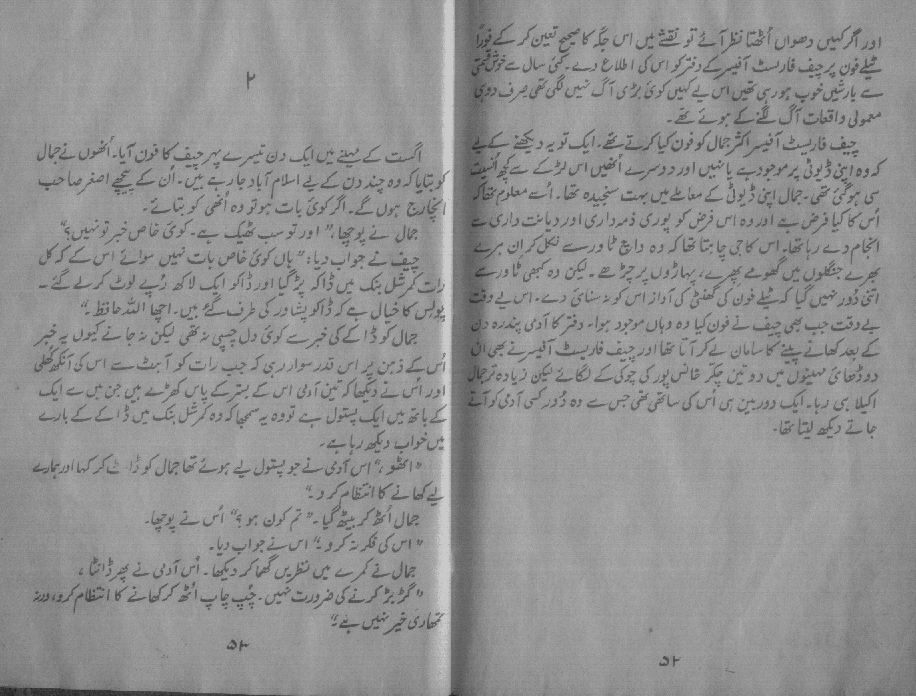 اور اگر کہیں دھواں اُٹھتا نظر آئے تو نقشے میں اس جگہ کا صحیح تعین کر کے فوراً
ٹیلے فون پر چیف فارسٹ آفیسر کے دفتر کو اس کی اطلاع دے۔ کئی سال سے خوش قسمتی
سے بارشیں خوب ہو رہی تھیں اس لیے کہیں کوئی بڑی آگ نہیں لگی تھی صرف دو ہی
معمولی واقعات آگ لگنے کے ہوئے تھے۔
چیف فارسٹ آفیسر اکثر جمال کو فون کیا کرتے تھے۔ ایک تو یہ دیکھنے کے لیے
کہ وہ اپنی ڈیوٹی پر موجود ہے یا نہیں اور دوسرے اُنھیں اس لڑکے سے کچھ اُنسیت
سی ہو گئی تھی۔ جمال اپنی ڈیوٹی کے معاملے میں بہت سنجیدہ تھا۔ اُسے معلوم تھا کہ
اُس کا کیا فرض ہے اور وہ اس فرض کو پوری ذمہ داری اور دیانت داری سے
انجام دے رہا تھا۔ اس کا جی چاہتا تھا کہ وہ واچ ٹاور سے نکل کر ان ہرے
بھرے جنگلوں میں گھومے پھرے، پہاڑوں پر چڑھے۔ لیکن وہ کبھی ٹاور سے
اتنی دُور نہیں گیا کہ ٹیلے فون کی گھنٹی کی آواز اس کو نہ سنائی دے۔ اس لیے وقت
بے وقت جب بھی چیف نے فون کیا وہ وہاں موجود ہوا۔ دفتر کا آدمی پندرہ دن
کے بعد کھانے پینے کا سامان لے کر آتا تھا اور چیف فاریسٹ آفیسر نے بھی ان
دو ڈھائی مہینوں میں دو تین چکر خانس پور کی چوکی کے لگائے لیکن زیادہ تر جمال
اکیلا ہی رہا۔ ایک دوربین ہی اس کی ساتھی تھی جس سے وہ دُور کسی آدمی کو آتے
جاتے دیکھ لیتا تھا۔
۵۲
۲
اگست کے مہینے میں ایک دن تیسرے پہر چیف کا فون آیا۔ اُنھوں نے جمال
کو بتایا کہ وہ چند دن کے لیے اسلام آباد جا رہے ہیں۔ اُن کے پیچھے اصغر صاحب
انچارج ہوں گے۔ اگر کوئی بات ہو تو وہ اُنھی کو بتائے۔
جمال نے پوچھا، "اور تو سب ٹھیک ہے۔ کوئی خاص خبر تو نہیں؟"
چیف نے جواب دیا: "ہاں کوئی خاص بات نہیں سوائے اس کے کہ کل
رات کمرشل بنک میں ڈاکہ پڑ گیا اور ڈاکو ایک لاکھ رُپے لوٹ کر لے گئے۔
پولیس کا خیال ہے کہ ڈاکو پشاور کی طرف گئے ہیں۔ اچھا اللہ حافظ۔"
جمال کو ڈاکے کی خبر سے کوئی دل چسپی نہ تھی لیکن نہ جانے کیوں یہ خبر
اُس کے ذہن پر اس قدر سوار رہی کہ جب رات کو آہٹ سے اس کی آنکھ کھلی
اور اُس نے دیکھا کہ تین آدمی اس کے بستر کے پاس کھڑے ہیں جن میں سے ایک
کے ہاتھ میں ایک پستول ہے تو وہ یہ سمجھا کہ وہ کمرشل بنک میں ڈاکے کے بارے
میں خواب دیکھ رہا ہے۔
"اٹھو،" اس آدمی نے جو پستول لیے ہوئے تھا جمال کو ڈانٹ کر کہا اور ہمارے
لیے کھانے کا انتظام کرو۔"
جمال اُٹھ کر بیٹھ گیا۔ "تم کون ہو؟" اُس نے پوچھا۔
"اس کی فکر نہ کرو۔" اس نے جواب دیا۔
جمال نے کمرے میں نظریں گھما کر دیکھا۔ اُس آدمی نے پھر ڈانٹا،
"گڑ بڑ کرنے کی ضرورت نہیں۔ چُپ چاپ اُٹھ کر کھانے کا انتظام کرو، ورنہ
تمھاری خیر نہیں ہے۔"
۵۳